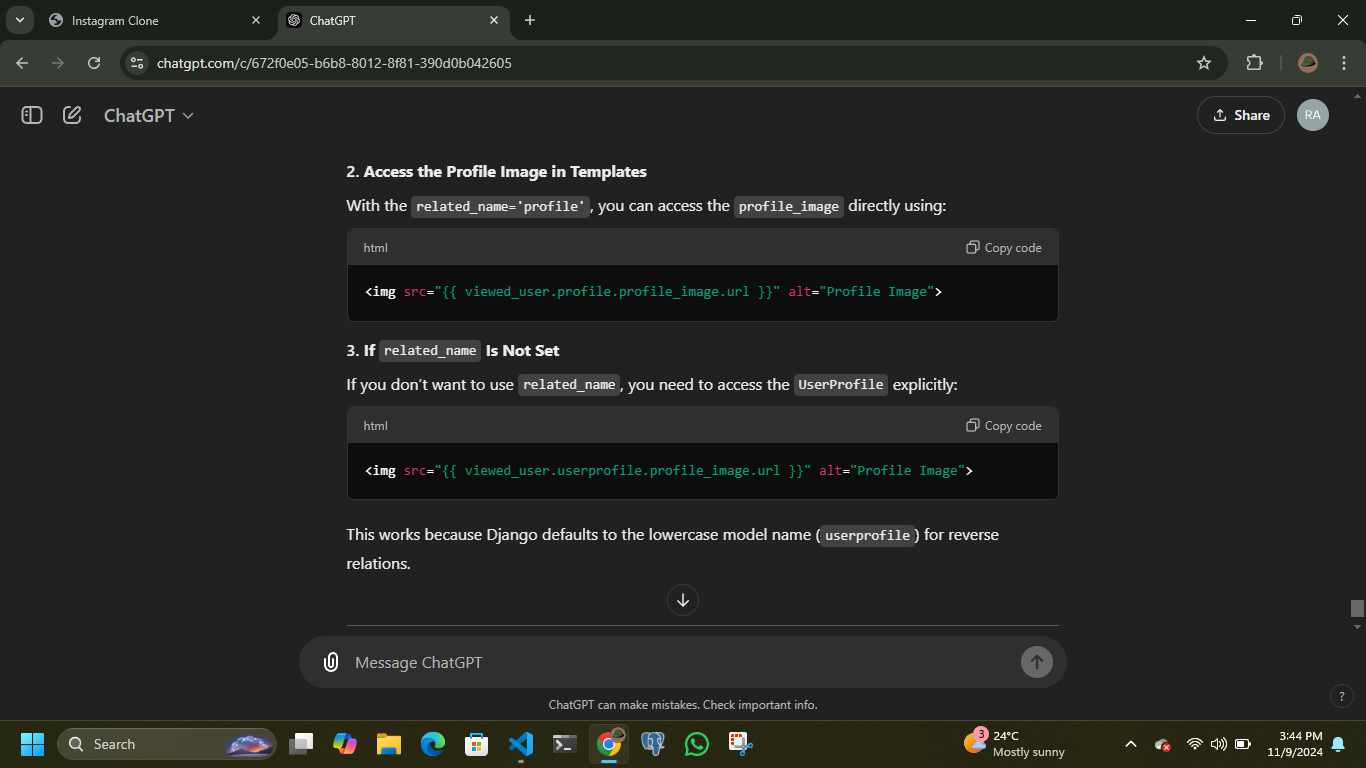 Instagram Clone
ChatGPT
chatgpt.com/c/672f0e05-b6b8-8012-8f81-390d0b042605
ChatGPT
Share
RA
2. Access the Profile Image in Templates
With the related_name='profile', you can access the profile_image directly using:
html
Copy code
<img src="{{ viewed_user.profile.profile_image.url }}" alt="Profile Image">
3. If related_name Is Not Set
If you don’t want to use related_name, you need to access the UserProfile explicitly:
html
Copy code
<img src="{{ viewed_user.userprofile.profile_image.url }}" alt="Profile Image">
This works because Django defaults to the lowercase model name (userprofile) for reverse
relations.
Message ChatGPT
ChatGPT can make mistakes. Check important info.
?
Search
3
24°C
Mostly sunny
3:44 PM
11/9/2024